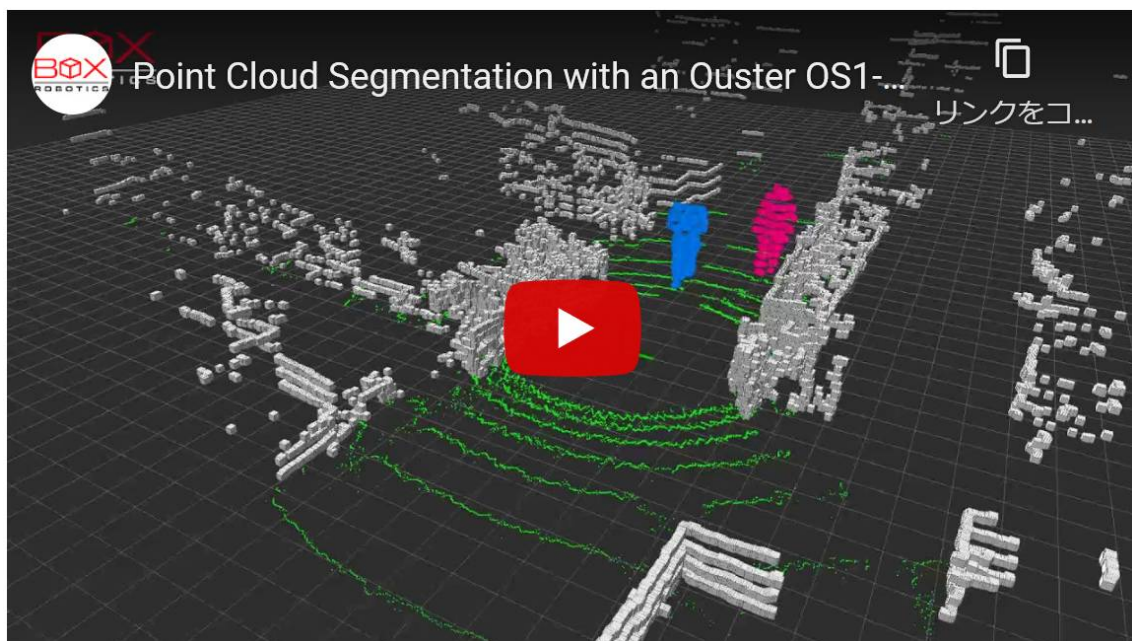 BOX
ROBOTICS
Point Cloud Segmentation with an Ouster OS1-...
リンクをコ...